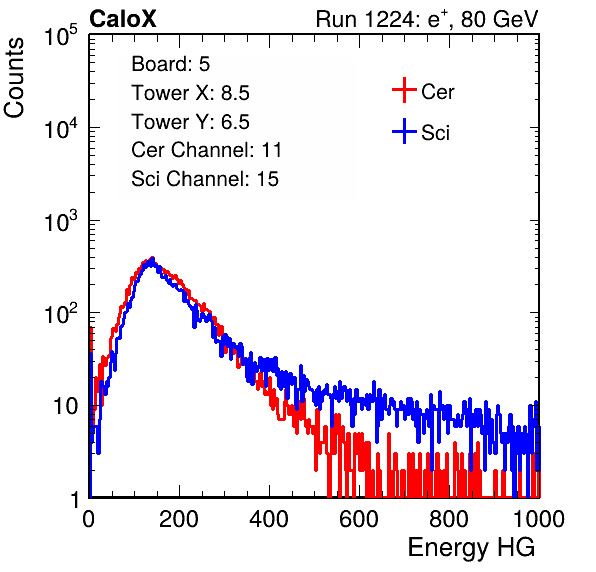 CaloX Run 1224: e⁺, 80 GeV
Counts
Board: 5
Tower X: 8.5
Tower Y: 6.5
Cer Channel: 11
Sci Channel: 15
Cer
Sci
10⁵
10⁴
10³
10²
10
1
0 200 400 600 800 1000
Energy HG